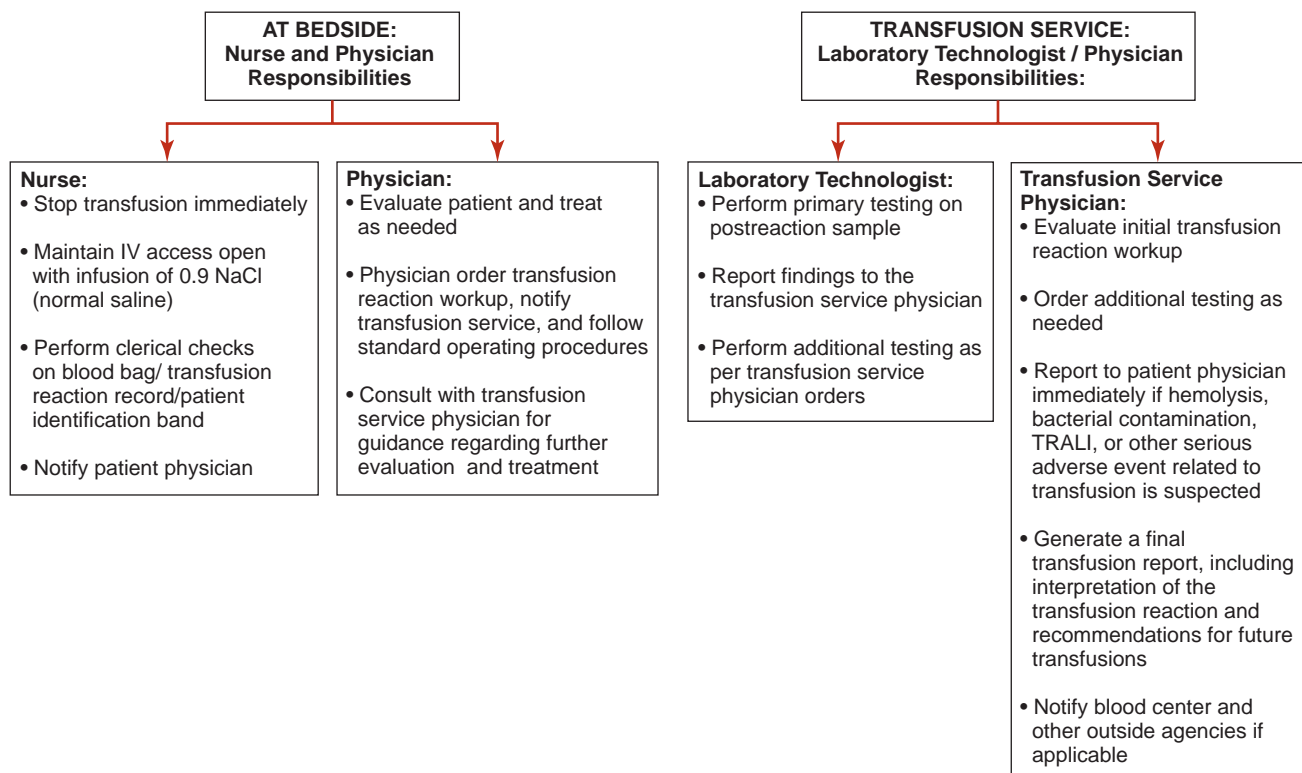 AT BEDSIDE:
Nurse and Physician
Responsibilities
Nurse:
• Stop transfusion immediately
• Maintain IV access open
with infusion of 0.9 NaCl
(normal saline)
• Perform clerical checks
on blood bag/ transfusion
reaction record/patient
identification band
• Notify patient physician
Physician:
• Evaluate patient and treat
as needed
• Physician order transfusion
reaction workup, notify
transfusion service, and follow
standard operating procedures
• Consult with transfusion
service physician for
guidance regarding further
evaluation and treatment
TRANSFUSION SERVICE:
Laboratory Technologist / Physician
Responsibilities:
Laboratory Technologist:
• Perform primary testing on
postreaction sample
• Report findings to the
transfusion service physician
• Perform additional testing as
per transfusion service
physician orders
Transfusion Service
Physician:
• Evaluate initial transfusion
reaction workup
• Order additional testing as
needed
• Report to patient physician
immediately if hemolysis,
bacterial contamination,
TRALI, or other serious
adverse event related to
transfusion is suspected
• Generate a final
transfusion report, including
interpretation of the
transfusion reaction and
recommendations for future
transfusions
• Notify blood center and
other outside agencies if
applicable